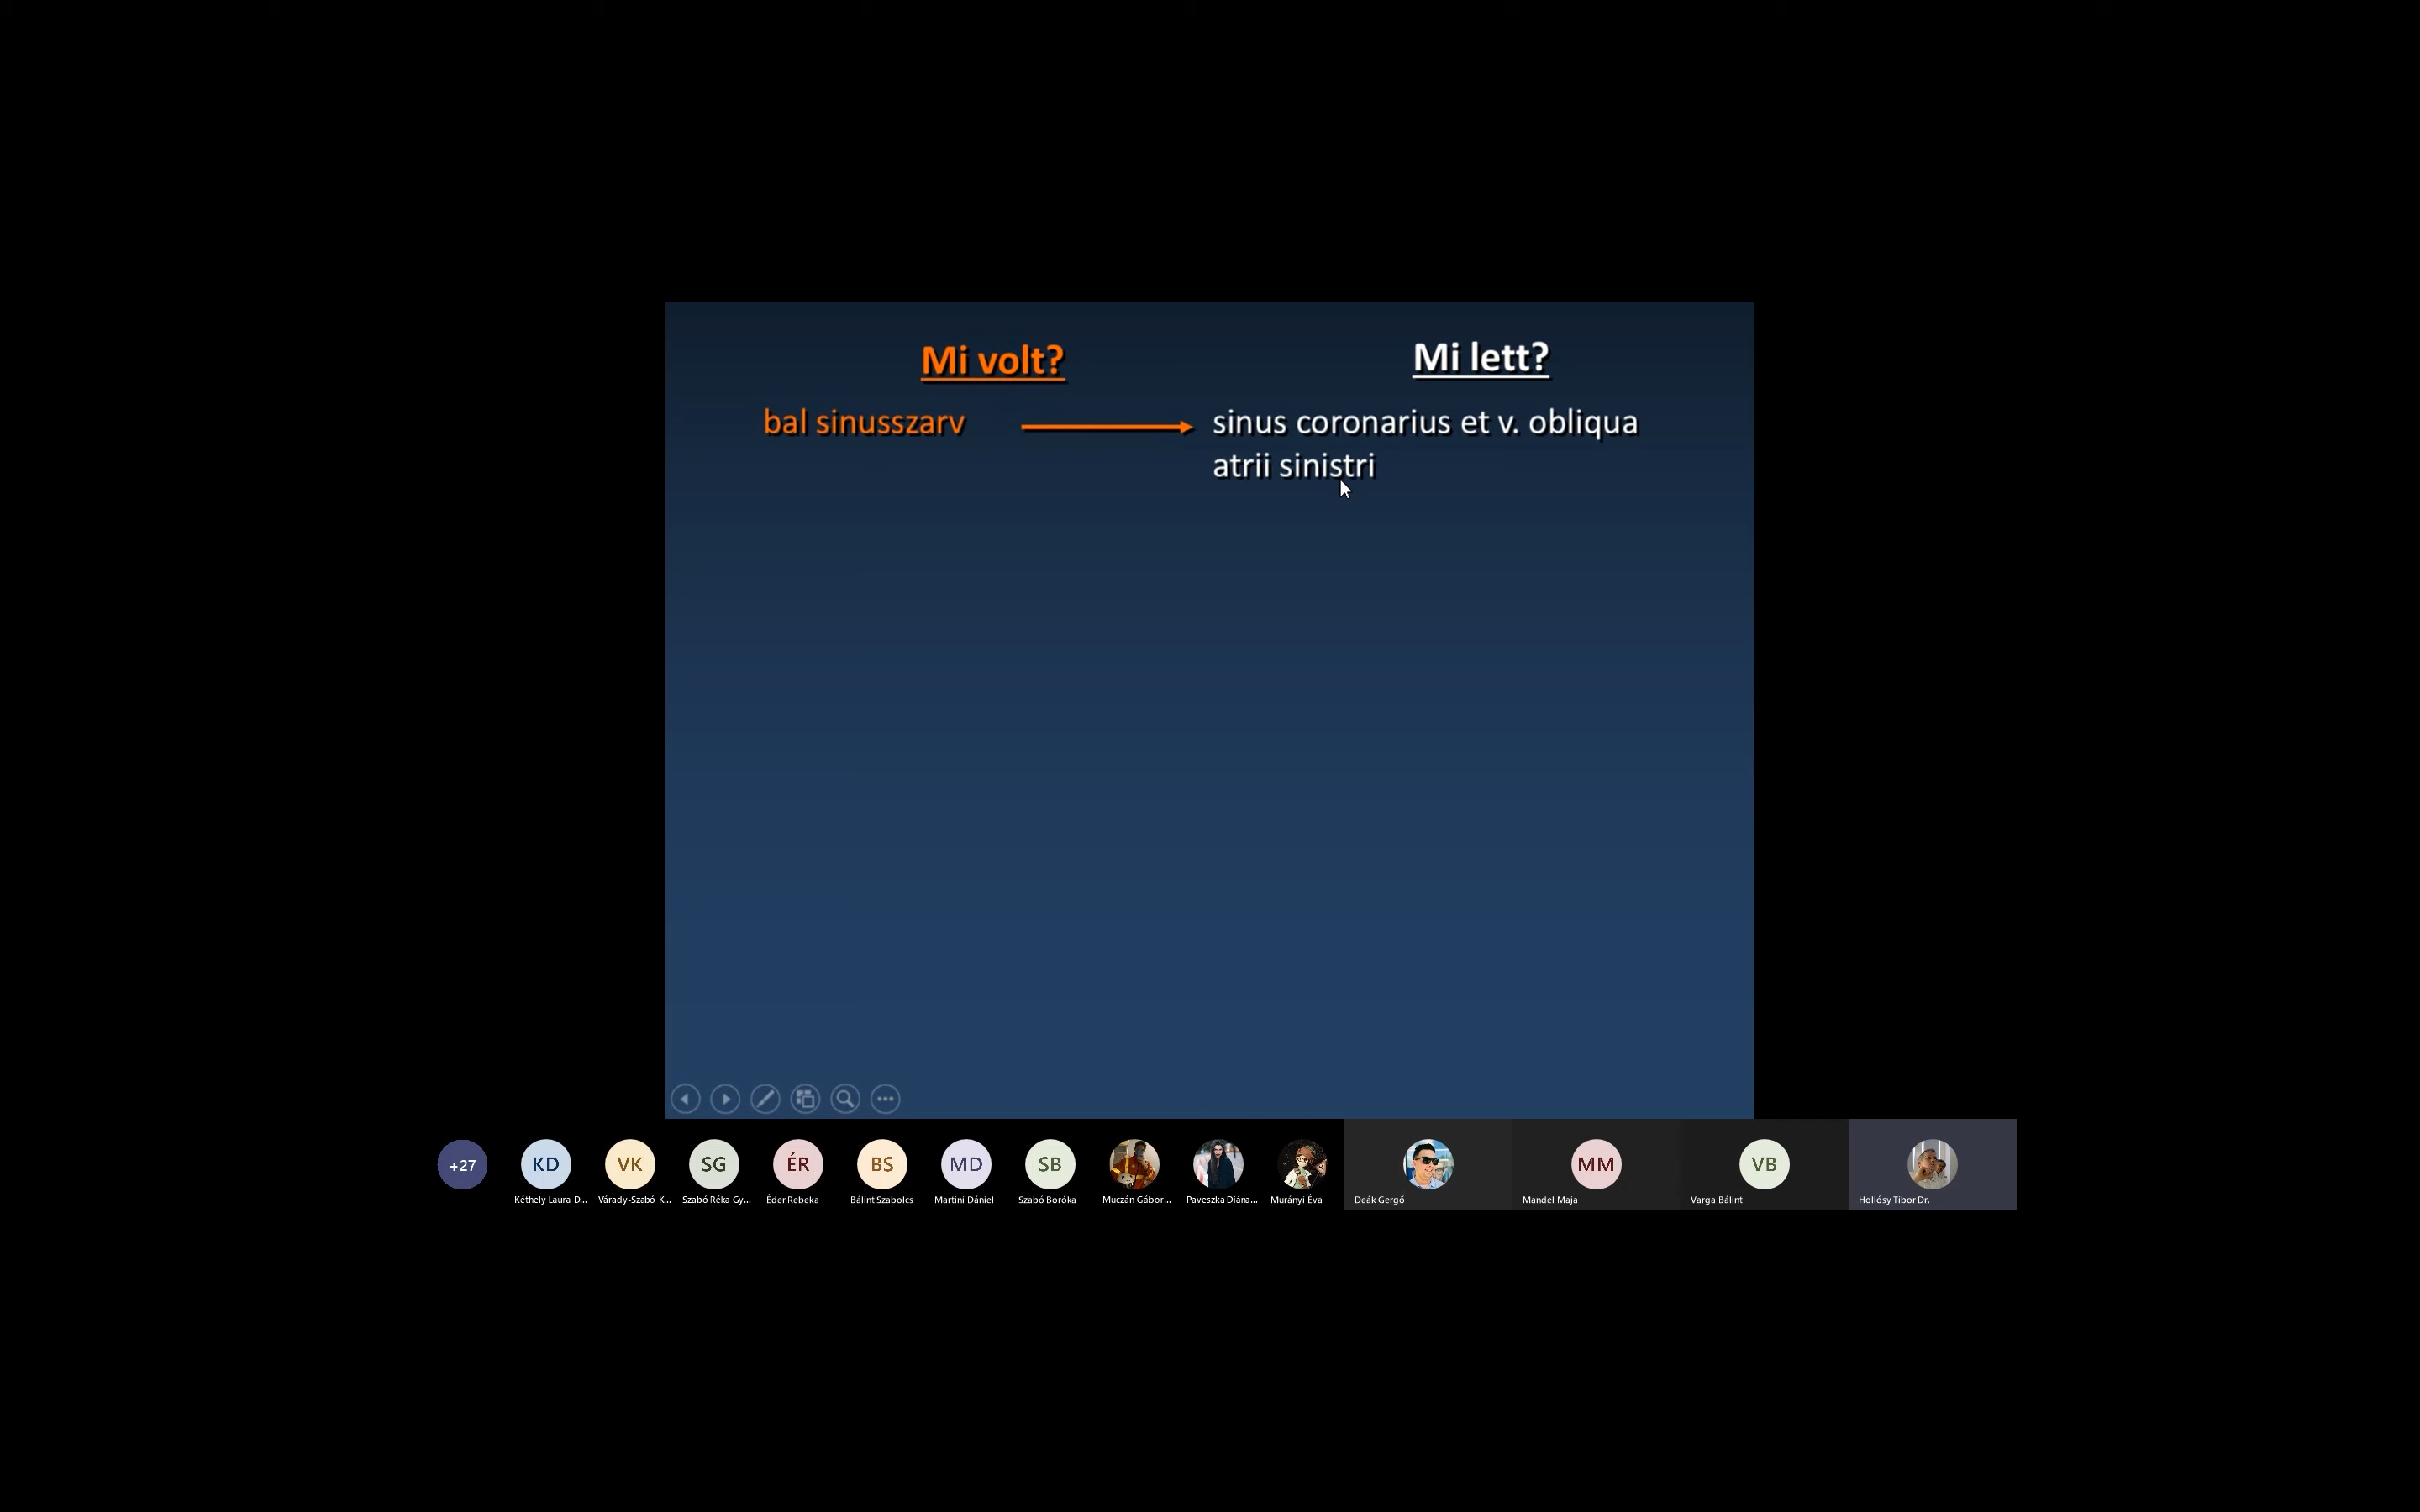 Mi volt?
Mi lett?
bal sinusszarv
sinus coronarius et v. obliqua
atrii sinistri
+27
KD
VK
SG
ÉR
BS
MD
SB
MM
VB
Kéthely Laura D...
Várady-Szabó K...
Szabó Réka Gy...
Éder Rebeka
Bálint Szabolcs
Martini Dániel
Szabó Boróka
Muczán Gábor...
Paveszka Diána...
Murányi Éva
Deák Gergő
Mandel Maja
Varga Bálint
Hollósy Tibor Dr.